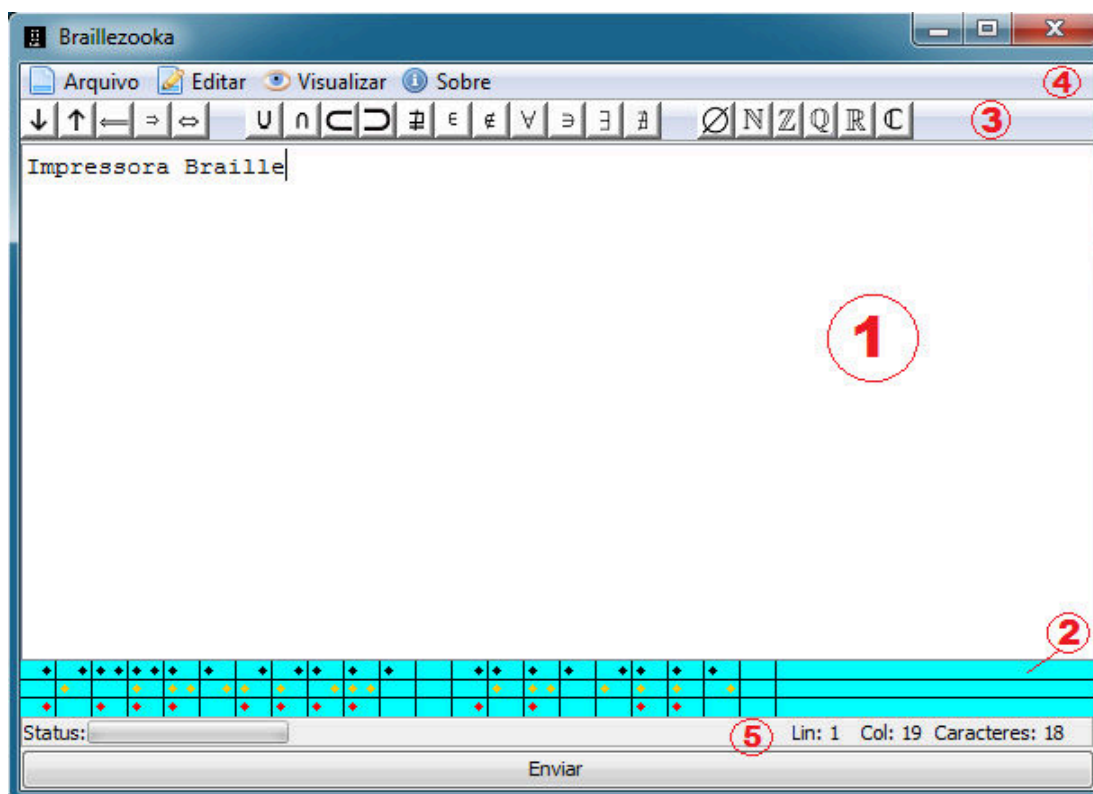 Braillezooka
Arquivo Editar Visualizar Sobre 4
↓ ↑ ⇐ ⇒ ⇔ ∪ ∩ ⊂ ⊃ ⊉ ∈ ∉ ∀ ∋ ∃ ∄ ∅ ℕ ℤ ℚ ℝ ℂ 3
Impressora Braille
1
2
Status: 5 Lin: 1 Col: 19 Caracteres: 18
Enviar